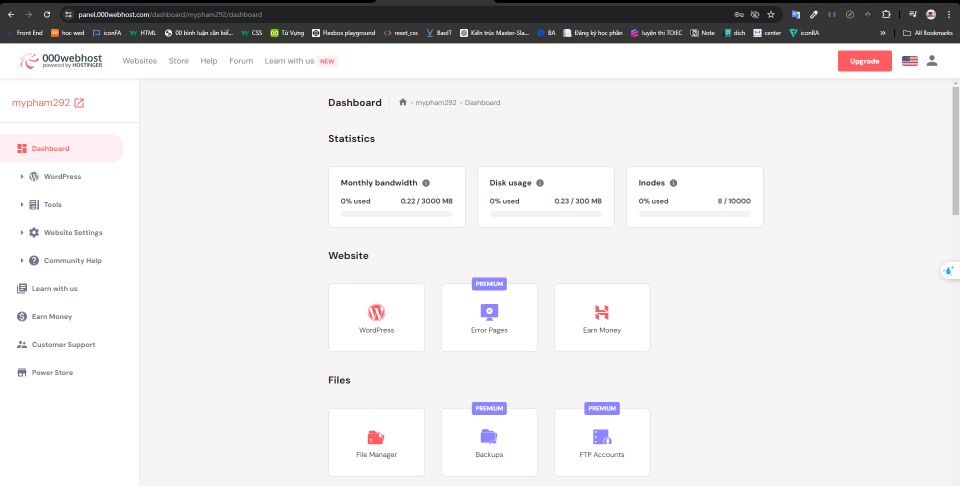 panel.000webhost.com/dashboard/mypham292/dashboard
Front End
hoc wed
iconFA
HTML
00 bình luận cần kiể...
CSS
Từ Vựng
Flexbox playground
reset_css
BaoIT
Kiến trúc Master-Sla...
BA
Đăng ký học phần
luyện thi TOIEC
Note
dich
center
iconBA
»
All Bookmarks
000webhost
powered by HOSTINGER
Websites
Store
Help
Forum
Learn with us
NEW
Upgrade
mypham292
Dashboard
WordPress
Tools
Website Settings
Community Help
Learn with us
Earn Money
Customer Support
Power Store
Dashboard
- mypham292 - Dashboard
Statistics
Monthly bandwidth
0% used 0.22 / 3000 MB
Disk usage
0% used 0.23 / 300 MB
Inodes
0% used 8 / 10000
Website
WordPress
PREMIUM
Error Pages
Earn Money
Files
File Manager
PREMIUM
Backups
PREMIUM
FTP Accounts